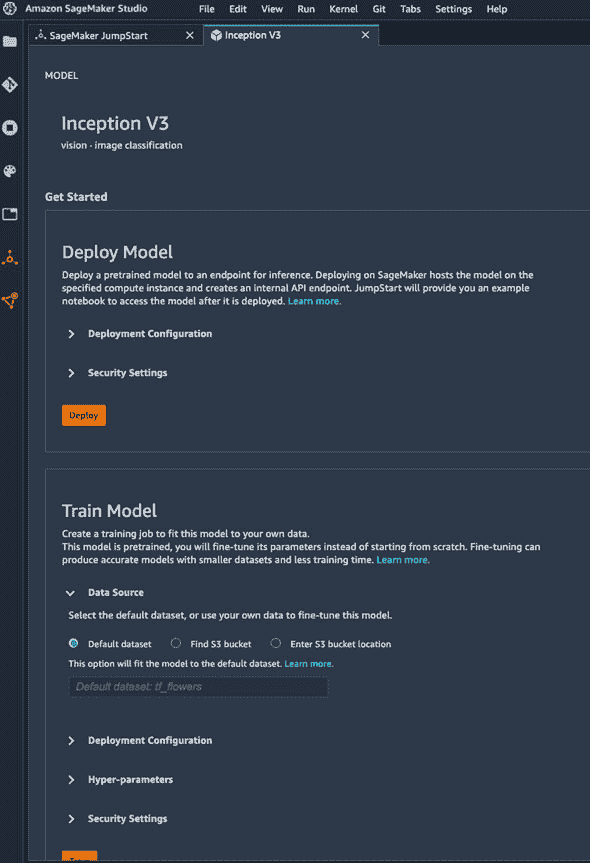 Amazon SageMaker Studio File Edit View Run Kernel Git Tabs Settings Help
SageMaker JumpStart Inception V3
MODEL
Inception V3
vision · image classification
Get Started
Deploy Model
Deploy a pretrained model to an endpoint for inference. Deploying on SageMaker hosts the model on the
specified compute instance and creates an internal API endpoint. JumpStart will provide you an example
notebook to access the model after it is deployed. Learn more.
Deployment Configuration
Security Settings
Deploy
Train Model
Create a training job to fit this model to your own data.
This model is pretrained, you will fine-tune its parameters instead of starting from scratch. Fine-tuning can
produce accurate models with smaller datasets and less training time. Learn more.
Data Source
Select the default dataset, or use your own data to fine-tune this model.
Default dataset Find S3 bucket Enter S3 bucket location
This option will fit the model to the default dataset. Learn more.
Default dataset: tf_flowers
Deployment Configuration
Hyper-parameters
Security Settings